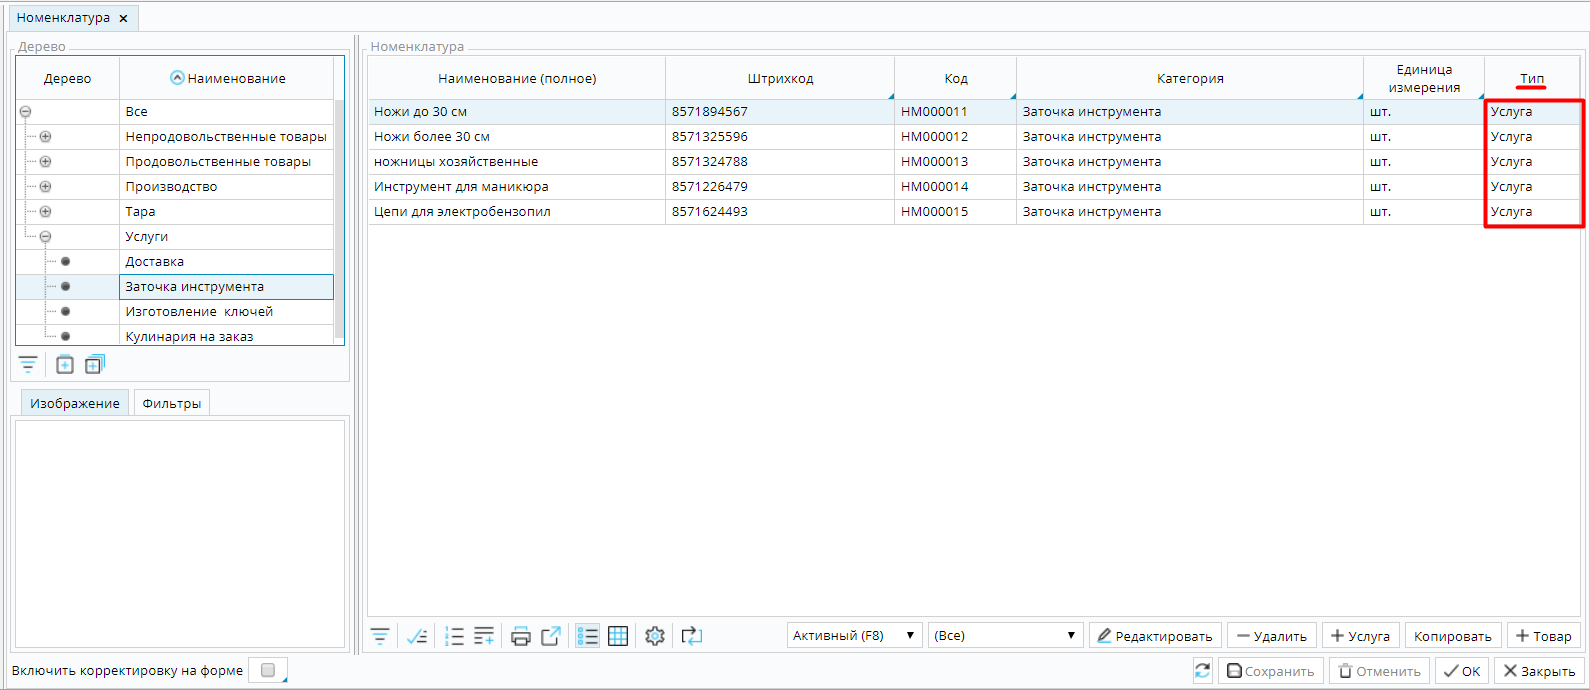 Номенклатура ×
Дерево
Дерево Наименование
Все
Непродовольственные товары
Продовольственные товары
Производство
Тара
Услуги
Доставка
Заточка инструмента
Изготовление ключей
Кулинария на заказ
Изображение Фильтры
Номенклатура
Наименование (полное) Штрихкод Код Категория Единица измерения Тип
Ножи до 30 см 8571894567 НМ000011 Заточка инструмента шт. Услуга
Ножи более 30 см 8571325596 НМ000012 Заточка инструмента шт. Услуга
ножницы хозяйственные 8571324788 НМ000013 Заточка инструмента шт. Услуга
Инструмент для маникюра 8571226479 НМ000014 Заточка инструмента шт. Услуга
Цепи для электробензопил 8571624493 НМ000015 Заточка инструмента шт. Услуга
Активный (F8) (Все) Редактировать Удалить Услуга Копировать Товар
Включить корректировку на форме Сохранить Отменить OK Закрыть